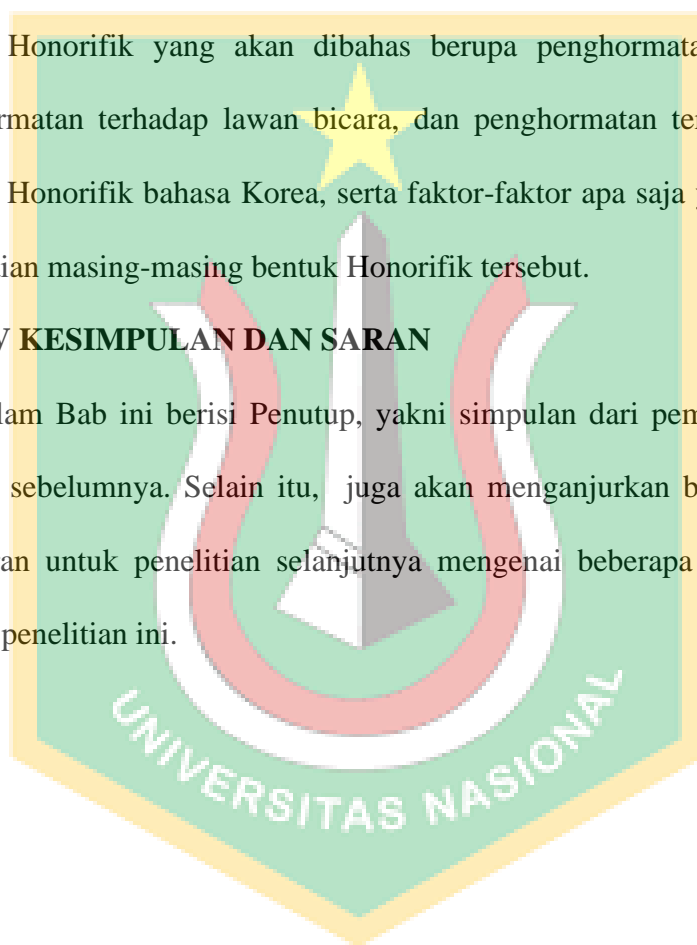 Honorifik yang akan dibahas berupa penghormata
rmatan terhadap lawan bicara, dan penghormatan ter
Honorifik bahasa Korea, serta faktor-faktor apa saja y
ian masing-masing bentuk Honorifik tersebut.
V KESIMPULAN DAN SARAN
lam Bab ini berisi Penutup, yakni simpulan dari pem
sebelumnya. Selain itu, juga akan menganjurkan b
an untuk penelitian selanjutnya mengenai beberapa
penelitian ini.
UNIVERSITAS NASIONAL